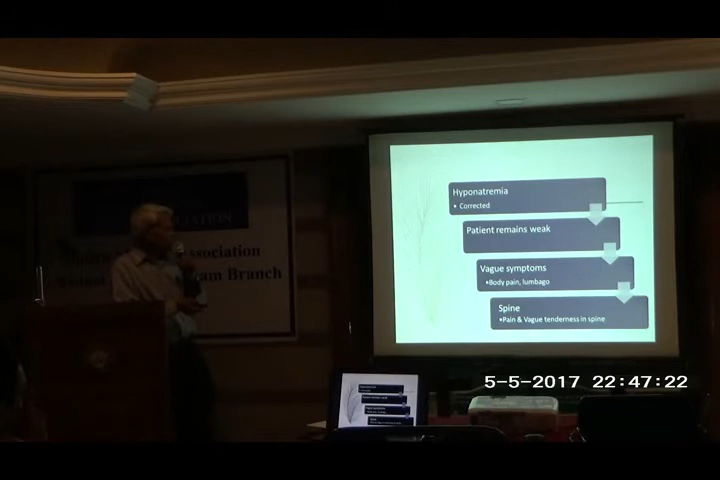 Hyponatremia
• Corrected
Patient remains weak
Vague symptoms
•Body pain, lumbago
Spine
•Pain & Vague tenderness in spine
Association
Branch
5-5-2017 22:47:22